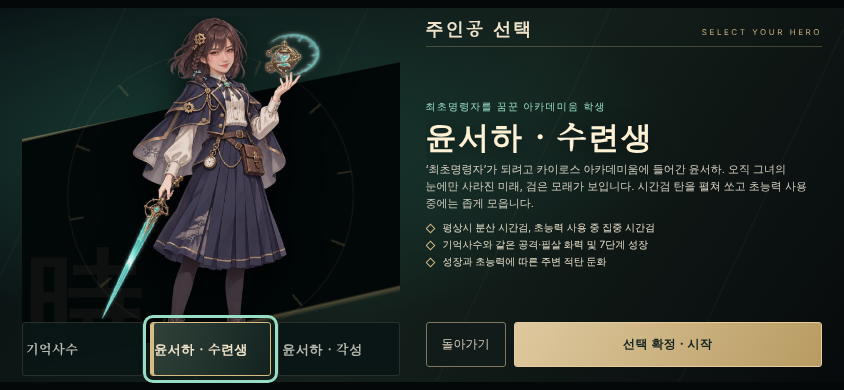 주인공 선택
SELECT YOUR HERO
최초명령자를 꿈꾼 아카데미움 학생
윤서하 · 수련생
‘최초명령자’가 되려고 카이로스 아카데미움에 들어간 윤서하. 오직 그녀의
눈에만 사라진 미래, 검은 모래가 보입니다. 시간검 탄을 펼쳐 쏘고 초능력 사용
중에는 좁게 모읍니다.
◇ 평상시 분산 시간검, 초능력 사용 중 집중 시간검
◇ 기억사수와 같은 공격·필살 화력 및 7단계 성장
◇ 성장과 초능력에 따른 주변 적탄 둔화
時
기억사수
윤서하 · 수련생
윤서하 · 각성
돌아가기
선택 확정 · 시작